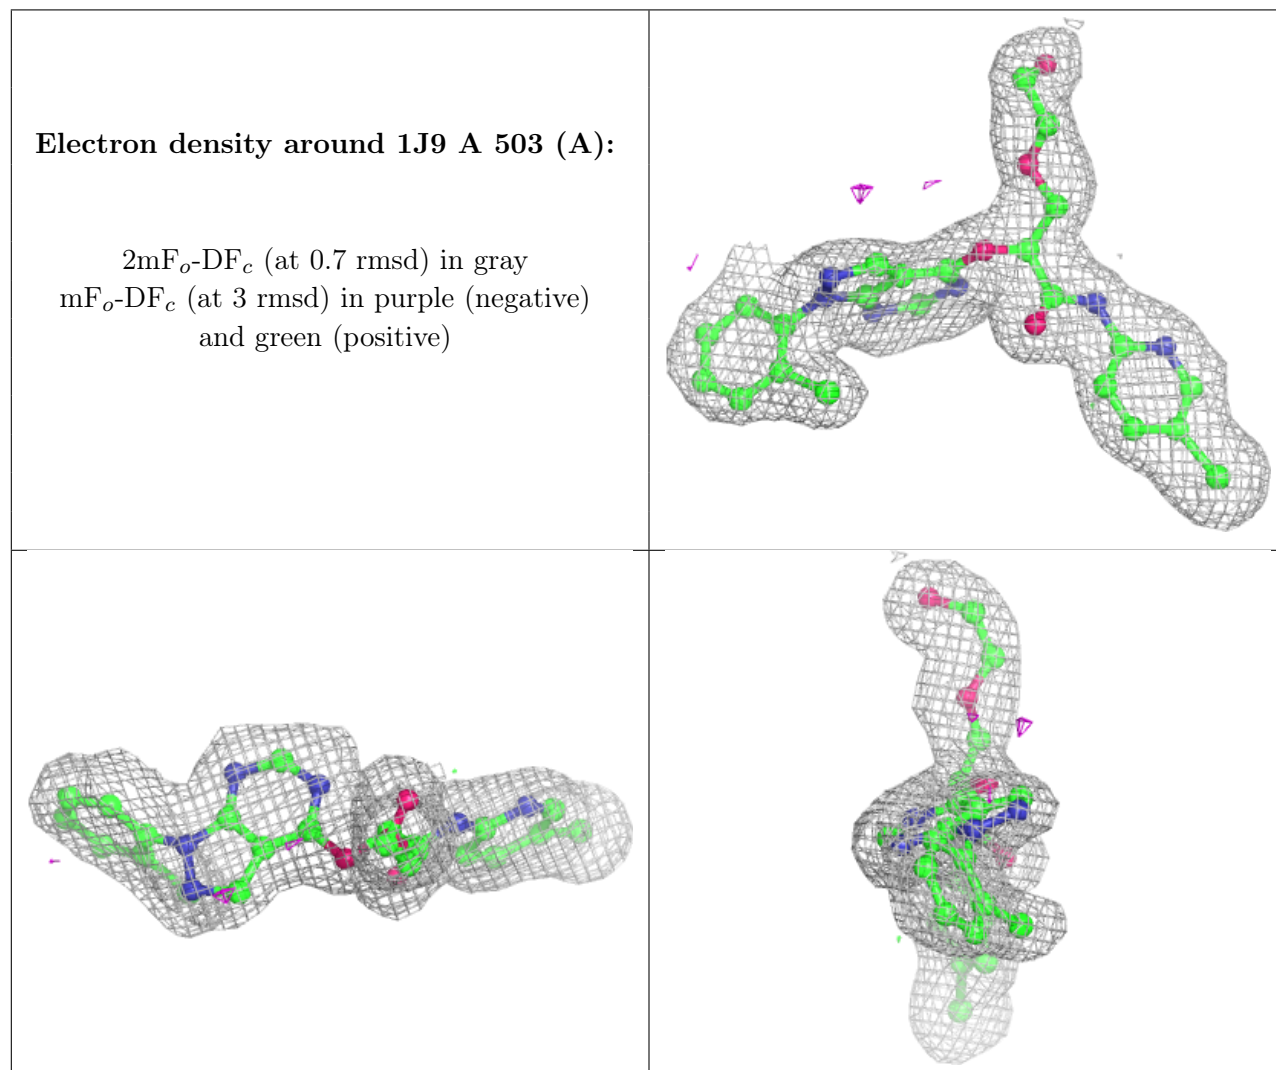 Electron density around 1J9 A 503 (A):
2mFo-DFc (at 0.7 rmsd) in gray
mFo-DFc (at 3 rmsd) in purple (negative)
and green (positive)